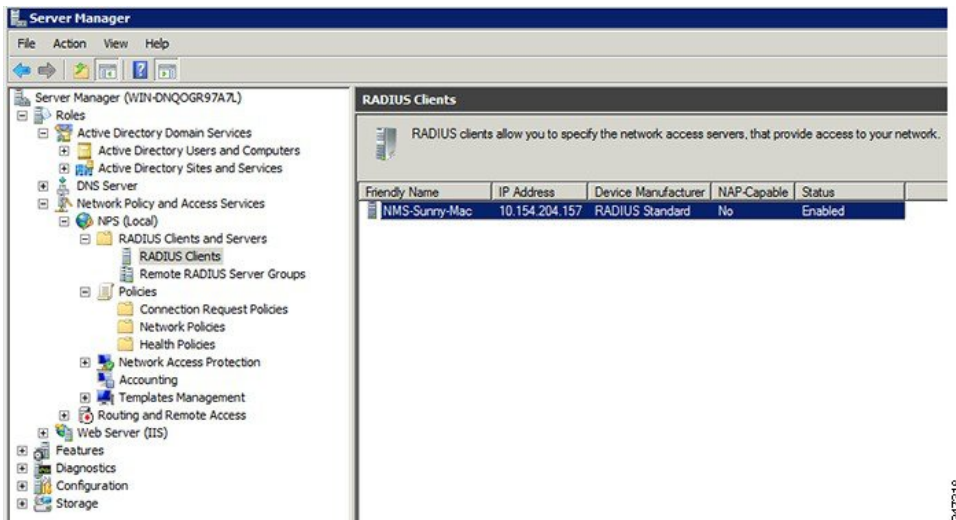 Server Manager
File Action View Help
Server Manager (WIN-DNQOGR97A7L)
Roles
Active Directory Domain Services
Active Directory Users and Computers
Active Directory Sites and Services
DNS Server
Network Policy and Access Services
NPS (Local)
RADIUS Clients and Servers
RADIUS Clients
Remote RADIUS Server Groups
Policies
Connection Request Policies
Network Policies
Health Policies
Network Access Protection
Accounting
Templates Management
Routing and Remote Access
Web Server (IIS)
Features
Diagnostics
Configuration
Storage
RADIUS Clients
RADIUS clients allow you to specify the network access servers, that provide access to your network.
Friendly Name IP Address Device Manufacturer NAP-Capable Status
NMS-Sunny-Mac 10.154.204.157 RADIUS Standard No Enabled